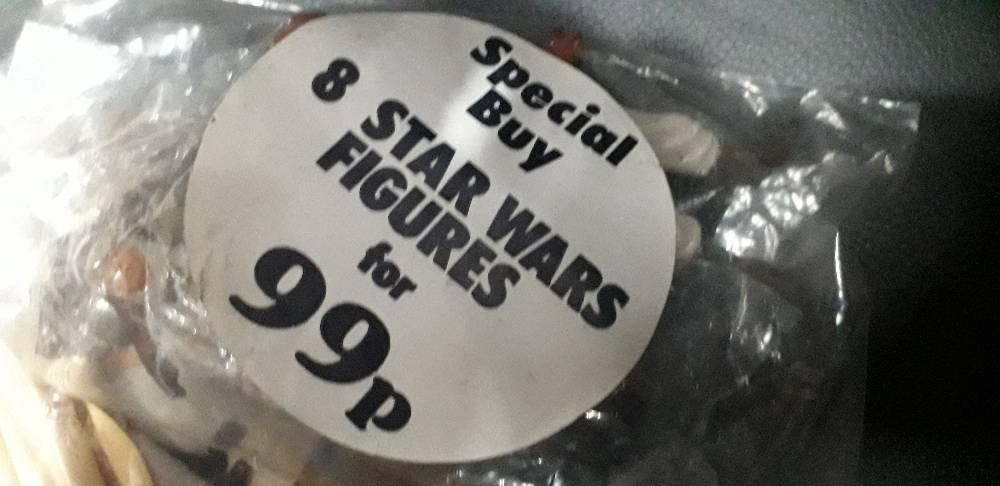 Special
Buy
8 STAR WARS
FIGURES
for
99p